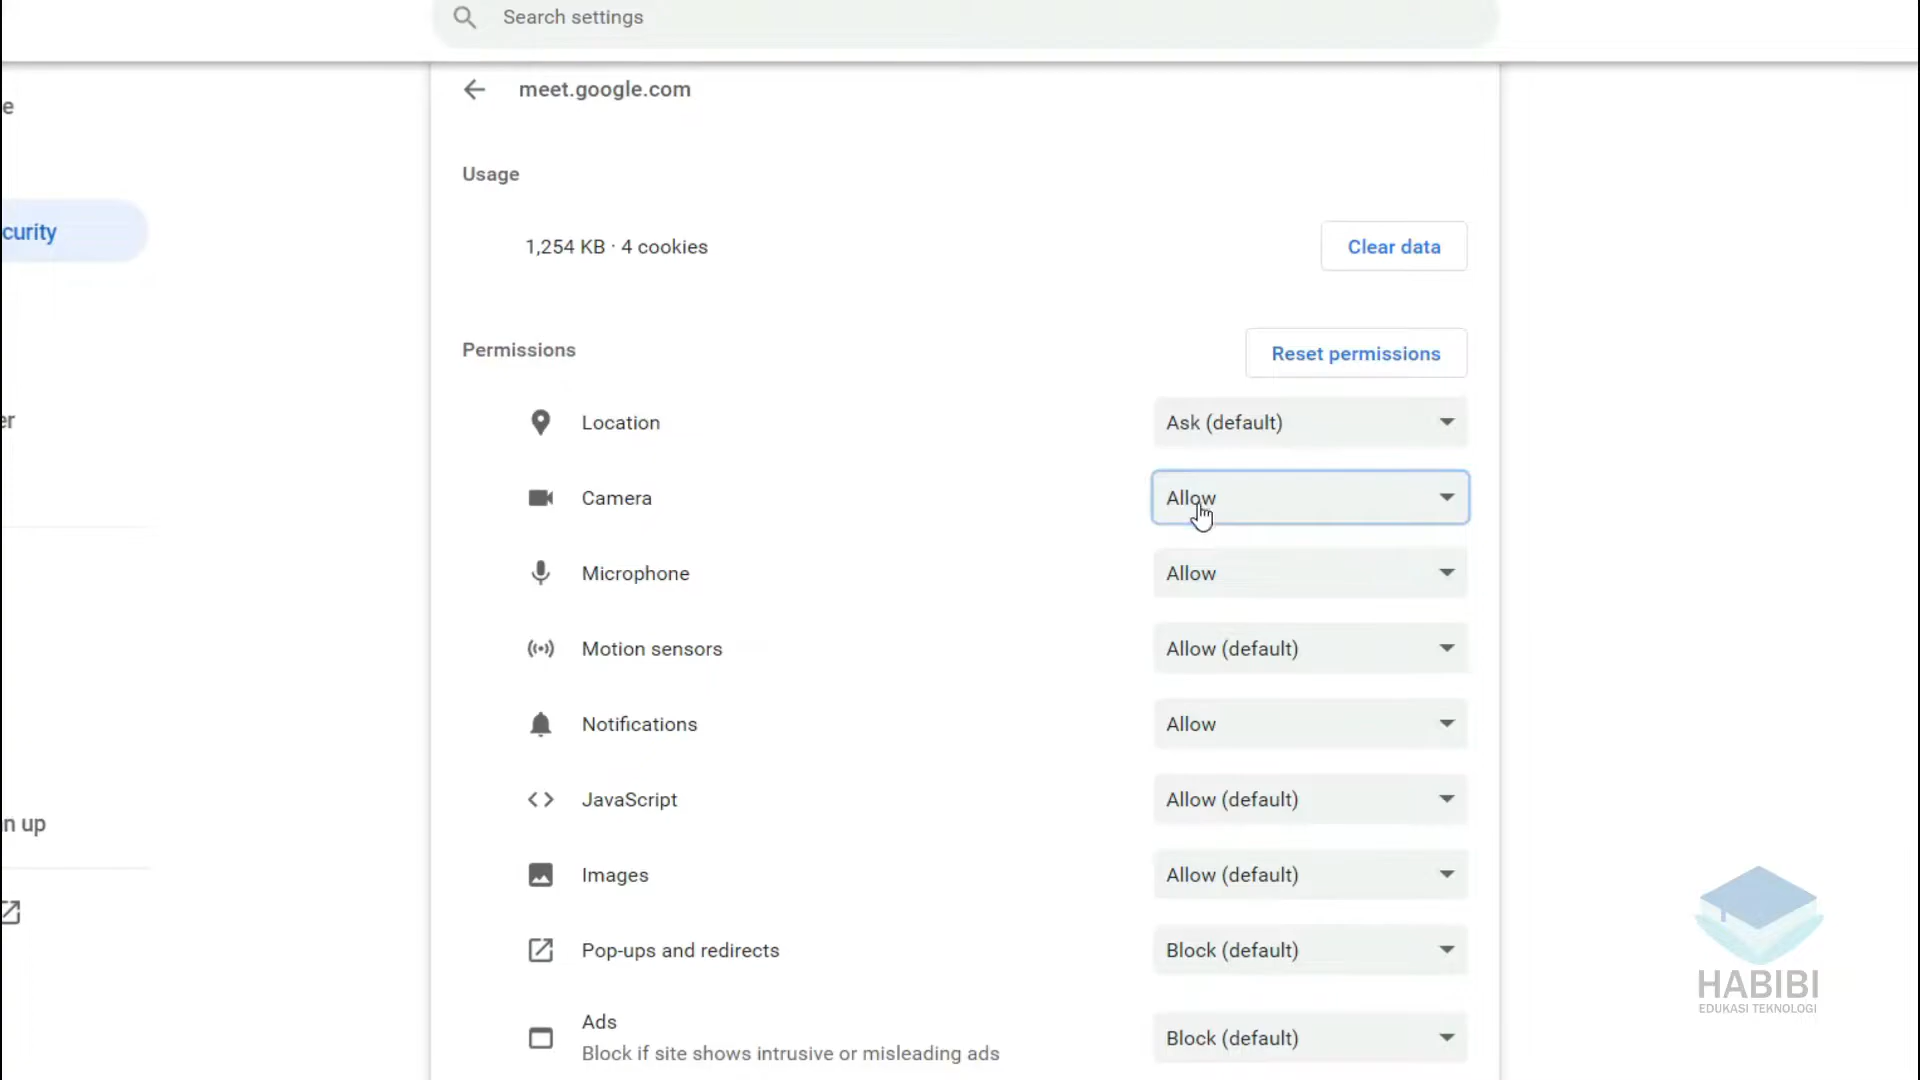 Search settings
meet.google.com
e
Usage
curity
1,254 KB · 4 cookies
Clear data
Permissions
Reset permissions
Location
Ask (default)
er
Camera
Allow
Microphone
Allow
Motion sensors
Allow (default)
Notifications
Allow
JavaScript
Allow (default)
n up
Images
Allow (default)
Pop-ups and redirects
Block (default)
HABIBI
EDUKASI TEKNOLOGI
Ads
Block if site shows intrusive or misleading ads
Block (default)